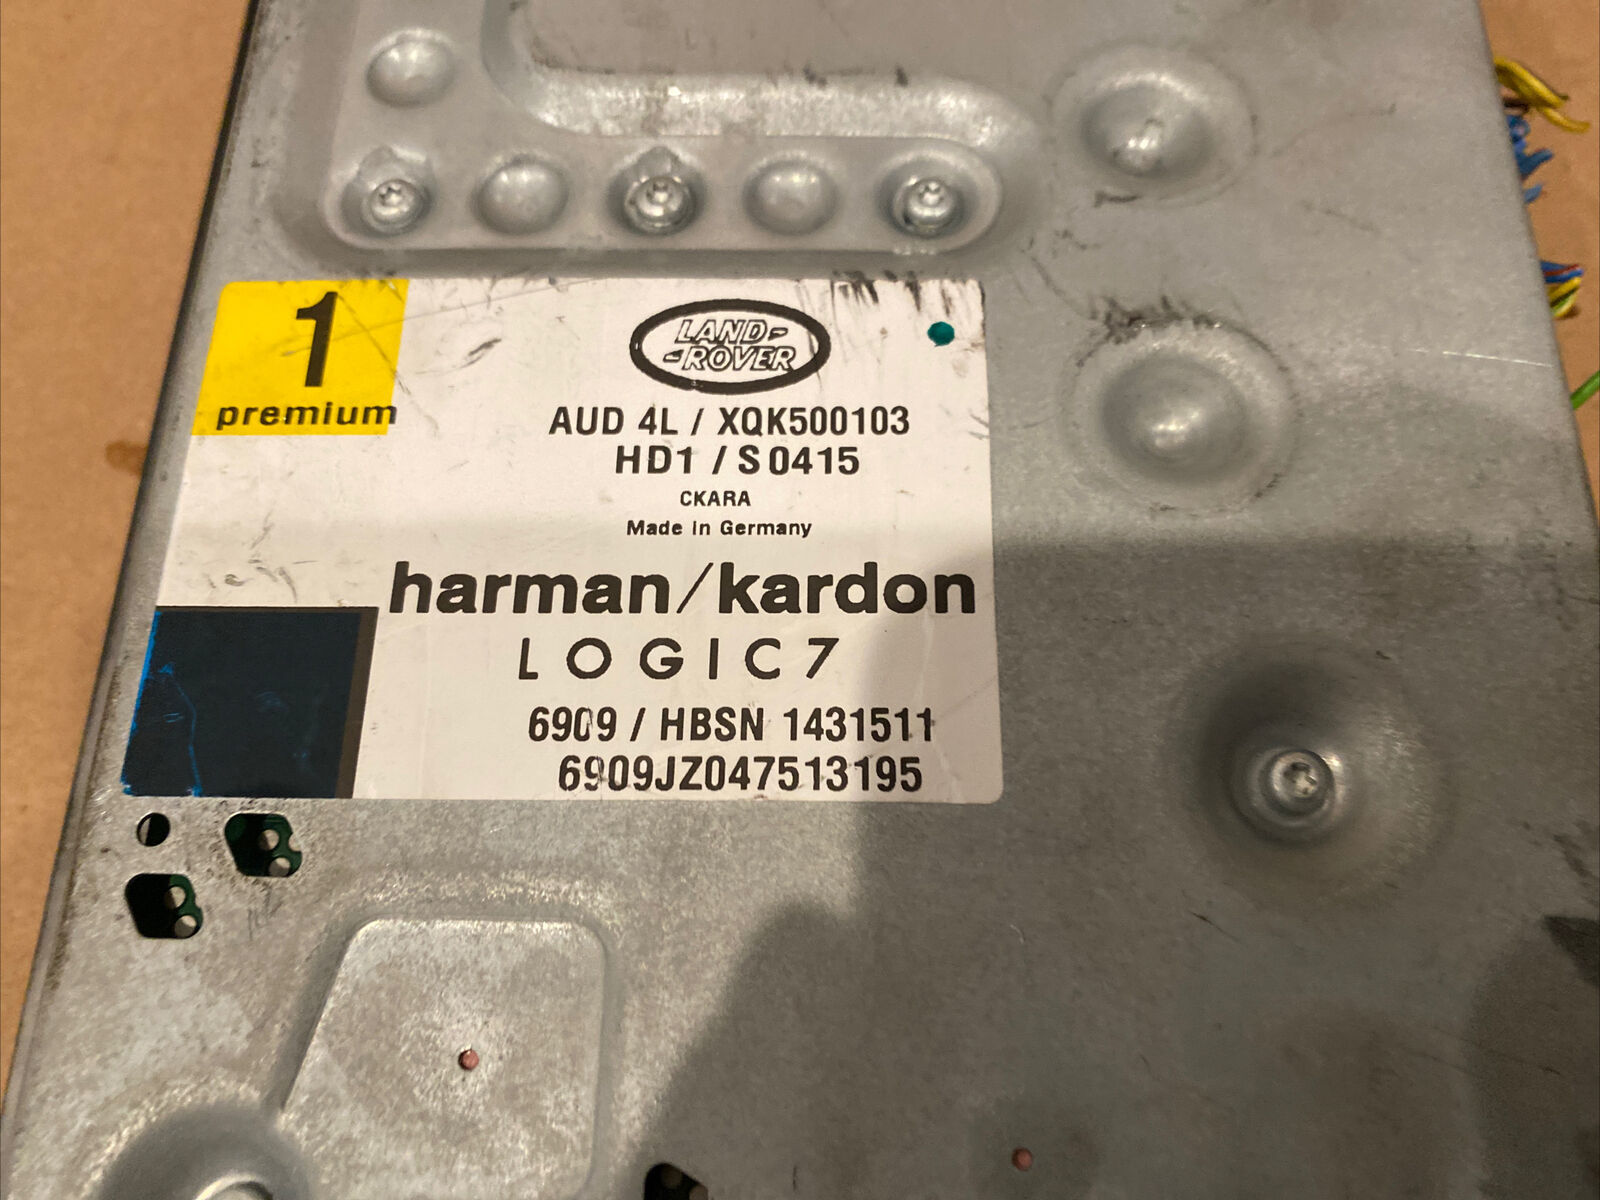 1
premium
LAND-
-ROVER
AUD 4L / XQK500103
HD1 / S0415
CKARA
Made in Germany
harman/kardon
LOGIC7
6909 / HBSN 1431511
6909JZ047513195